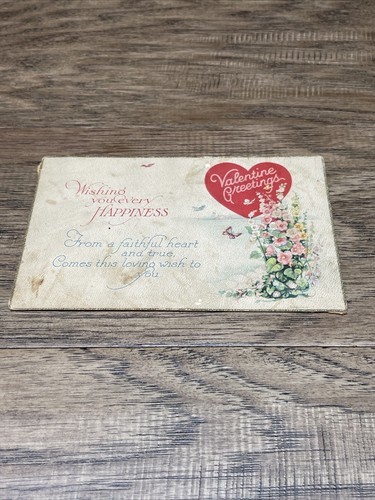 Valentine
Greetings
Wishing
you every
HAPPINESS
From a faithful heart
and true,
Comes this loving wish to
you